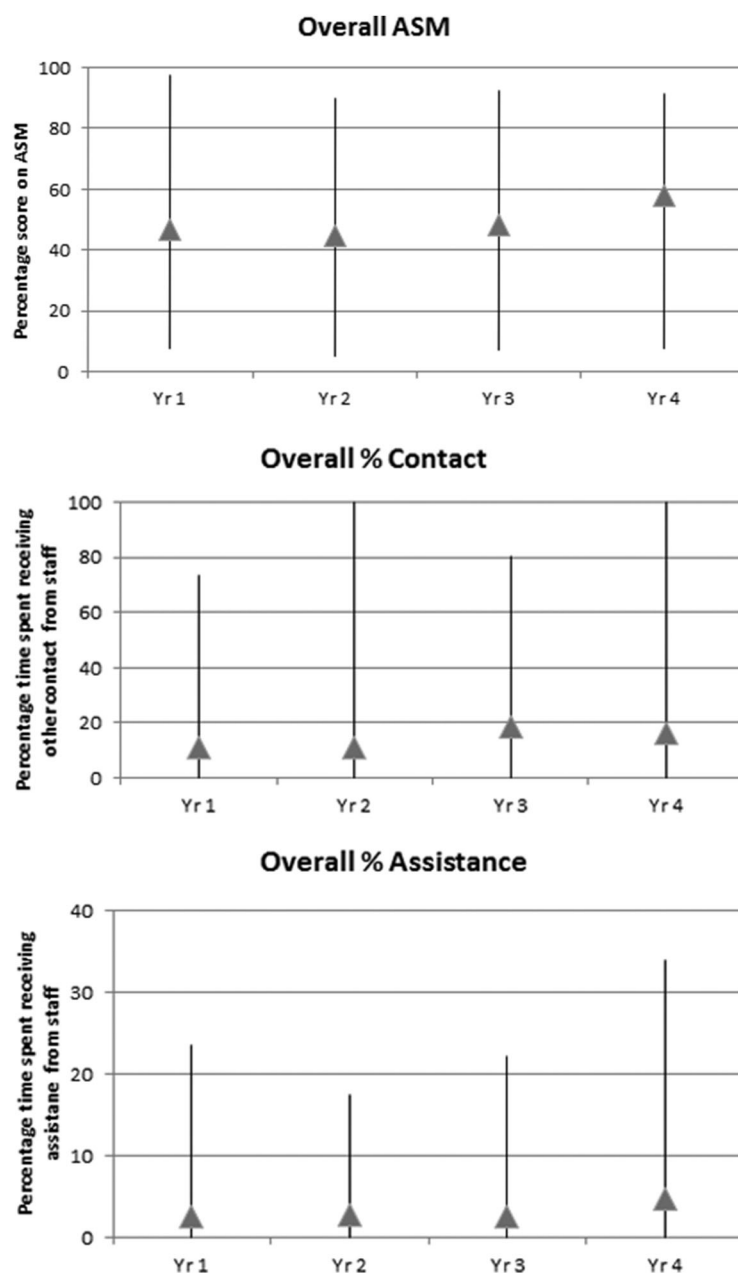 Overall ASM
Percentage score on ASM
100
80
60
40
20
0
Yr 1 Yr 2 Yr 3 Yr 4
Overall % Contact
Percentage time spent receiving
other contact from staff
100
80
60
40
20
0
Yr 1 Yr 2 Yr 3 Yr 4
Overall % Assistance
Percentage time spent receiving
assistane from staff
40
30
20
10
0
Yr 1 Yr 2 Yr 3 Yr 4